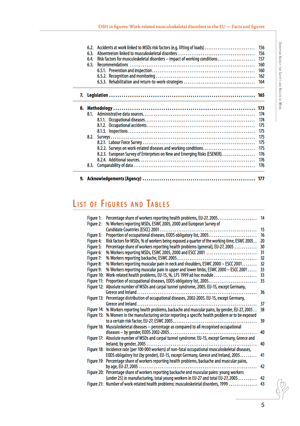 OSH in figures: Work-related musculoskeletal disorders in the EU — Facts and figures
6.2. Accidents at work linked to MSDs risk factors (e.g. lifting of loads) 156
6.3. Absenteeism linked to musculoskeletal disorders 156
6.4. Risk factors for musculoskeletal disorders – impact of working conditions 157
6.5. Recommendations 160
6.5.1. Prevention and inspection 160
6.5.2. Recognition and monitoring 162
6.5.3. Rehabilitation and return-to-work strategies 164
7. Legislation 165
8. Methodology 173
8.1. Administrative data sources 174
8.1.1. Occupational diseases 174
8.1.2. Occupational accidents 175
8.1.3. Inspections 175
8.2. Surveys 175
8.2.1. Labour Force Survey 175
8.2.2. Surveys on work-related diseases and working conditions 175
8.2.3. European Survey of Enterprises on New and Emerging Risks (ESENER) 176
8.2.4. Additional sources 176
8.3. Comparability of data 176
9. Acknowledgements (Agency) 177
LIST OF FIGURES AND TABLES
Figure 1: Percentage of workers reporting health problems, EU-27, 2005 14
Figure 2: % Workers reporting MSDs, ESWC 2005, 2000 and European Survey of
Candidate Countries (ESCC) 2001 15
Figure 3: Proportion of occupational diseases, EODS obligatory list, 2005 16
Figure 4: Risk factors for MSDs, % of workers being exposed a quarter of the working time, ESWC 2005 20
Figure 5: Percentage of workers reporting health problems (general), EU-27, 2005 30
Figure 6: % Workers reporting MSDs, EWCS 2005, 2000 and ESCC 2001 31
Figure 7: % Workers reporting backache, ESWC 2005 32
Figure 8: % Workers reporting muscular pain in neck and shoulders, ESWC 2000 – ESCC 2001 32
Figure 9: % Workers reporting muscular pain in upper and lower limbs, ESWC 2000 – ESCC 2001 33
Figure 10: Work-related health problems, EU-15, %, LFS 1999 ad hoc module 33
Figure 11: Proportion of occupational diseases, EODS obligatory list, 2005 35
Figure 12: Absolute number of MSDs and carpal tunnel syndrome, 2005. EU-15, except Germany,
Greece and Ireland 36
Figure 13: Percentage distribution of occupational diseases, 2002-2005. EU-15, except Germany,
Greece and Ireland 37
Figure 14: % Workers reporting health problems, backache and muscular pains, by gender, EU-27, 2005 38
Figure 15: % Women in the manufacturing sector reporting a specific health problem or to be exposed
to a certain risk factor, EU-27, EWCS 2005 39
Figure 16: Musculoskeletal diseases – percentage as compared to all recognised occupational
diseases – by gender, EODS 2002-2005 40
Figure 17: Absolute number of MSDs and carpal tunnel syndrome. EU-15, except Germany, Greece and
Ireland, by gender, 2005 40
Figure 18: Incidence rate (per 100 000 workers) of non-fatal occupational musculoskeletal diseases,
EODS obligatory list (by gender), EU-15, except Germany, Greece and Ireland, 2005 41
Figure 19: Percentage of workers reporting health problems, backache and muscular pains,
by age, EU-27, 2005 42
Figure 20: Percentage of workers reporting backache and muscular pains: young workers
(under 25) in manufacturing, total young workers in EU-27 and total EU-27, 2005 42
Figure 21: Number of work-related health problems: musculoskeletal disorders, 1999 43
5